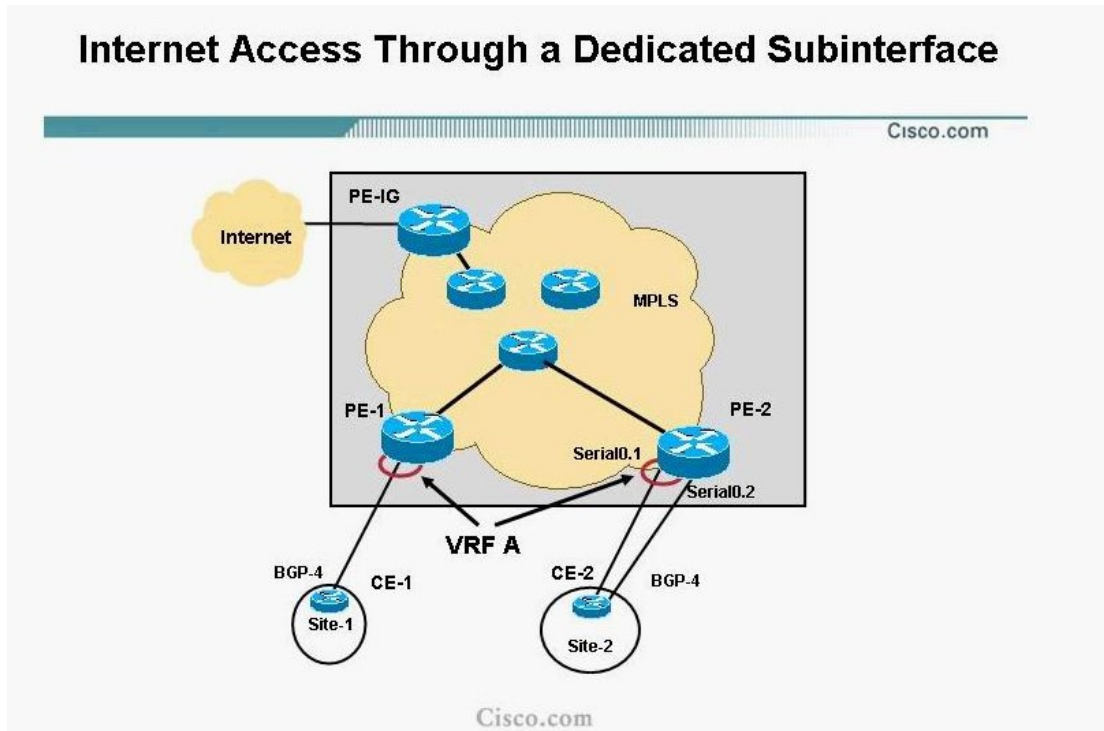 Internet Access Through a Dedicated Subinterface
Cisco.com
PE-IG
Internet
MPLS
PE-1
PE-2
Serial0.1
Serial0.2
VRF A
BGP-4
CE-1
CE-2
BGP-4
Site-1
Site-2
Cisco.com